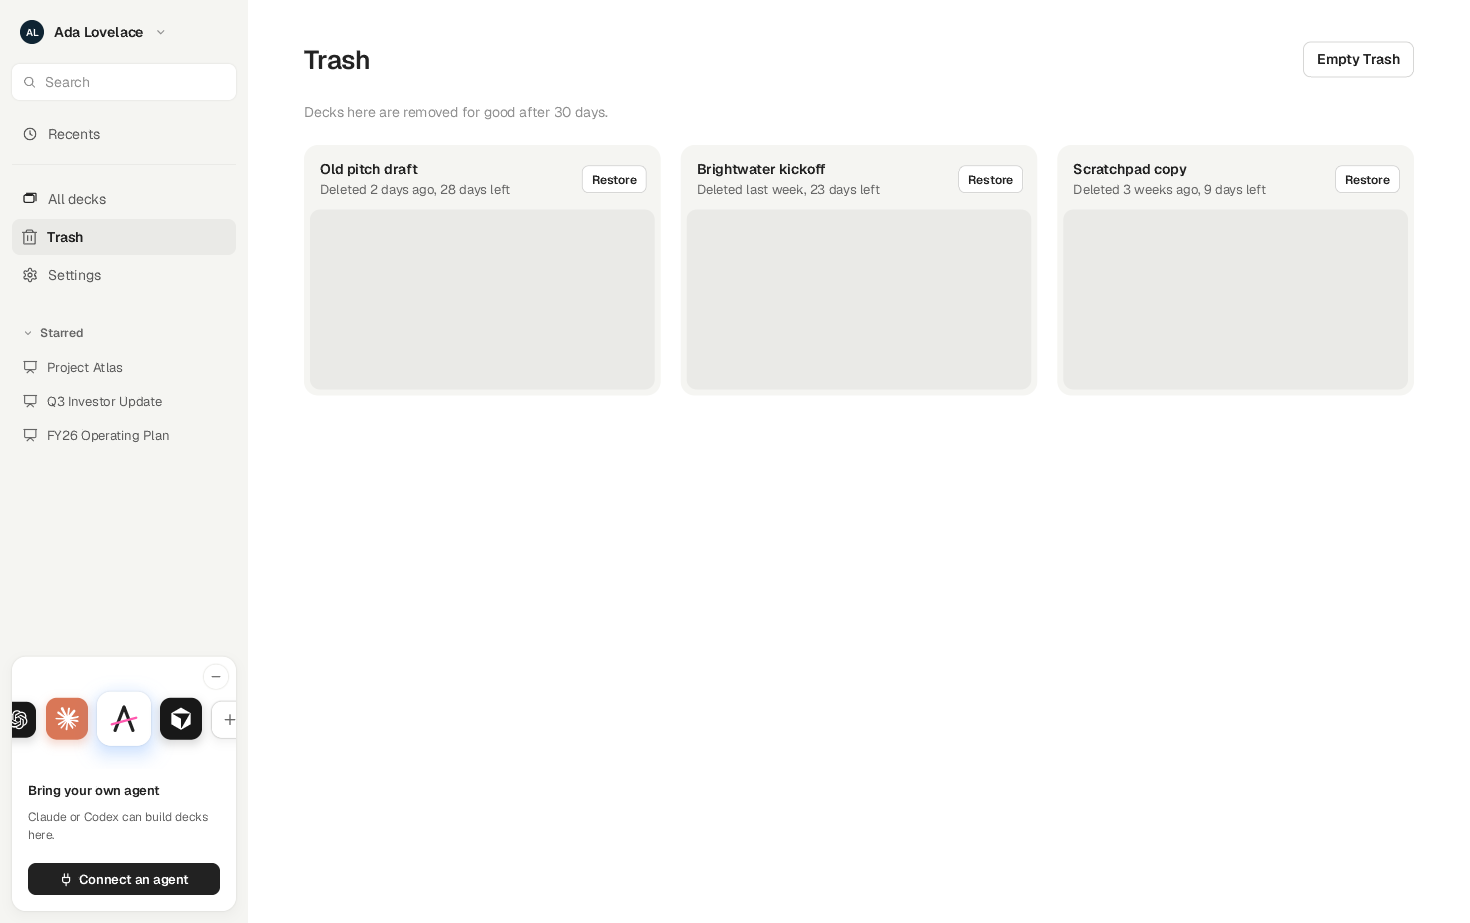 AL Ada Lovelace
Search
Recents
All decks
Trash
Settings
Starred
Project Atlas
Q3 Investor Update
FY26 Operating Plan
Bring your own agent
Claude or Codex can build decks
here.
Connect an agent
Trash
Empty Trash
Decks here are removed for good after 30 days.
Old pitch draft
Deleted 2 days ago, 28 days left
Restore
Brightwater kickoff
Deleted last week, 23 days left
Restore
Scratchpad copy
Deleted 3 weeks ago, 9 days left
Restore